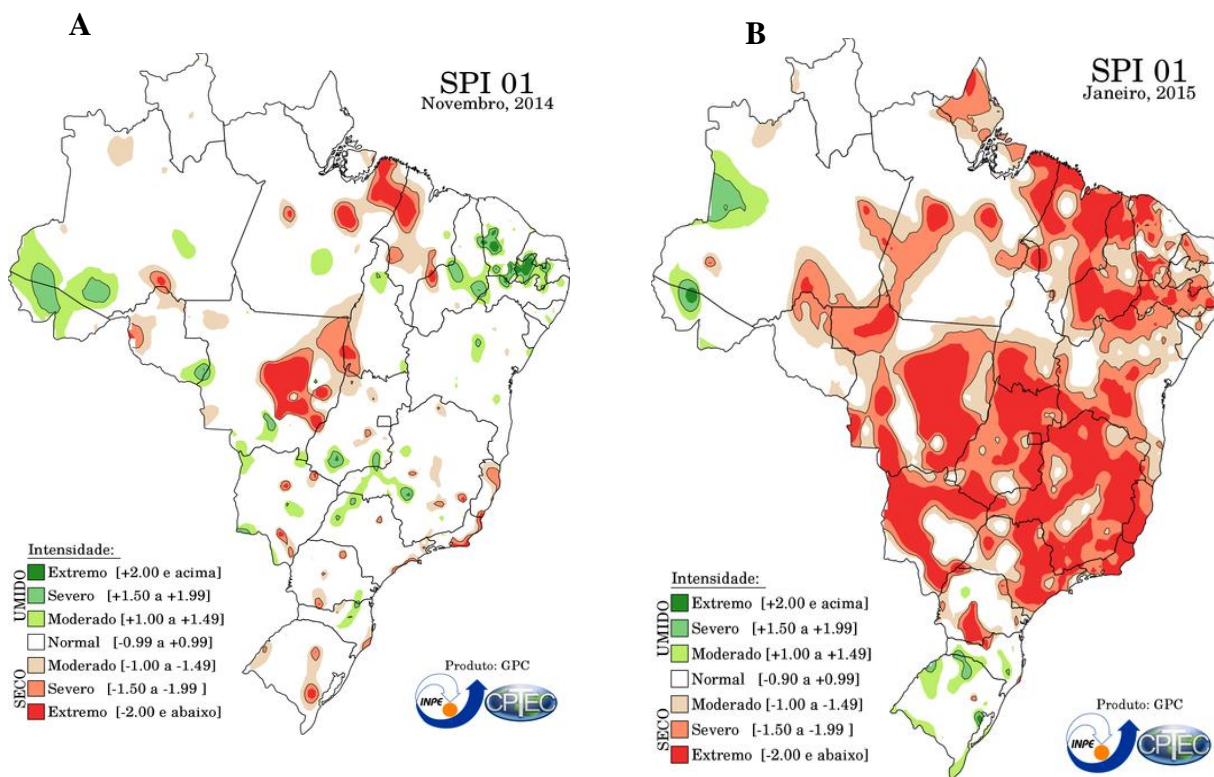 A
SPI 01
Novembro, 2014
Intensidade:
UMIDO
Extremo [+2.00 e acima]
Severo [+1.50 a +1.99]
Moderado [+1.00 a +1.49]
Normal [-0.99 a +0.99]
SECO
Moderado [-1.00 a -1.49]
Severo [-1.50 a -1.99 ]
Extremo [-2.00 e abaixo]
Produto: GPC
INPE
CPTEC
B
SPI 01
Janeiro, 2015
Intensidade:
UMIDO
Extremo [+2.00 e acima]
Severo [+1.50 a +1.99]
Moderado [+1.00 a +1.49]
Normal [-0.90 a +0.99]
SECO
Moderado [-1.00 a -1.49]
Severo [-1.50 a -1.99 ]
Extremo [-2.00 e abaixo]
Produto: GPC
INPE
CPTEC